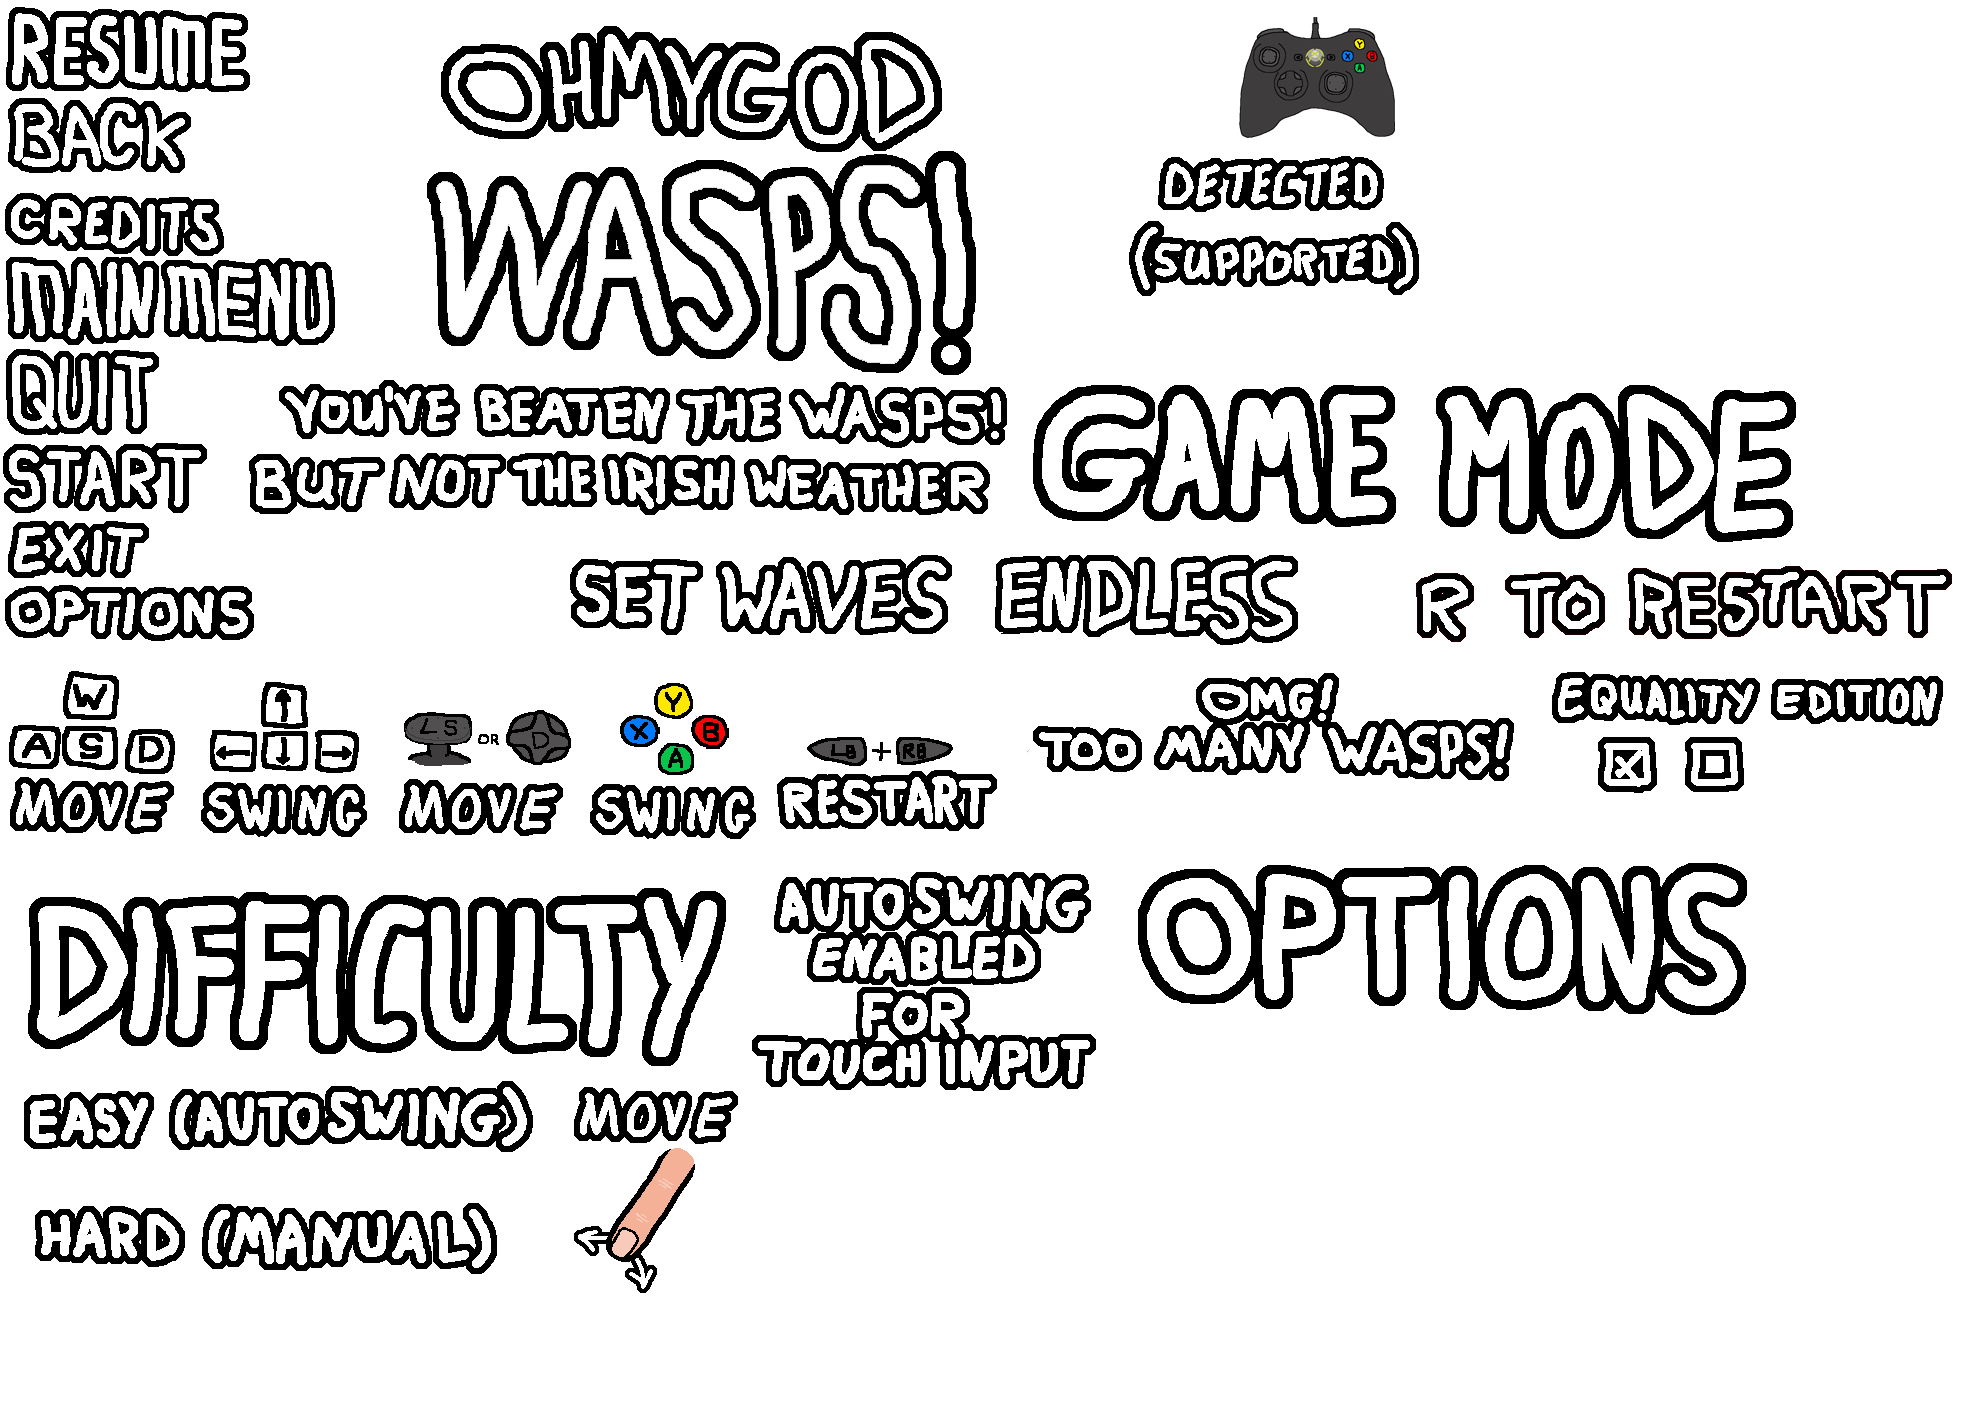 RESUME
BACK
CREDITS
MAIN MENU
QUIT
START
EXIT
OPTIONS
OHMYGOD
WASPS!
Y
X B
A
DETECTED
(SUPPORTED)
YOU'VE BEATEN THE WASPS!
BUT NOT THE IRISH WEATHER
GAME MODE
SET WAVES
ENDLESS
R TO RESTART
W
A S D
MOVE
SWING
LS OR D
MOVE
Y
X B
A
SWING
LB + RB
RESTART
OMG!
TOO MANY WASPS!
EQUALITY EDITION
DIFFICULTY
EASY (AUTOSWING)
HARD (MANUAL)
MOVE
AUTOSWING
ENABLED
FOR
TOUCH INPUT
OPTIONS